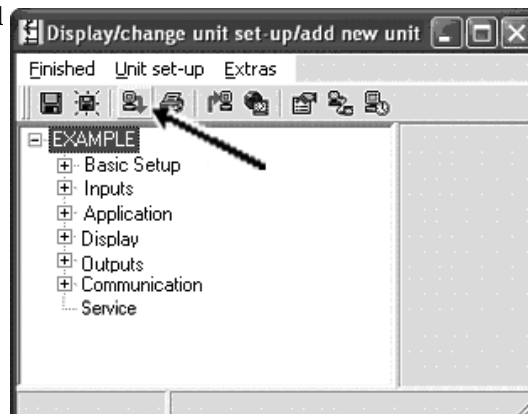 Display/change unit set-up/add new unit
Finished Unit set-up Extras
EXAMPLE
Basic Setup
Inputs
Application
Display
Outputs
Communication
Service